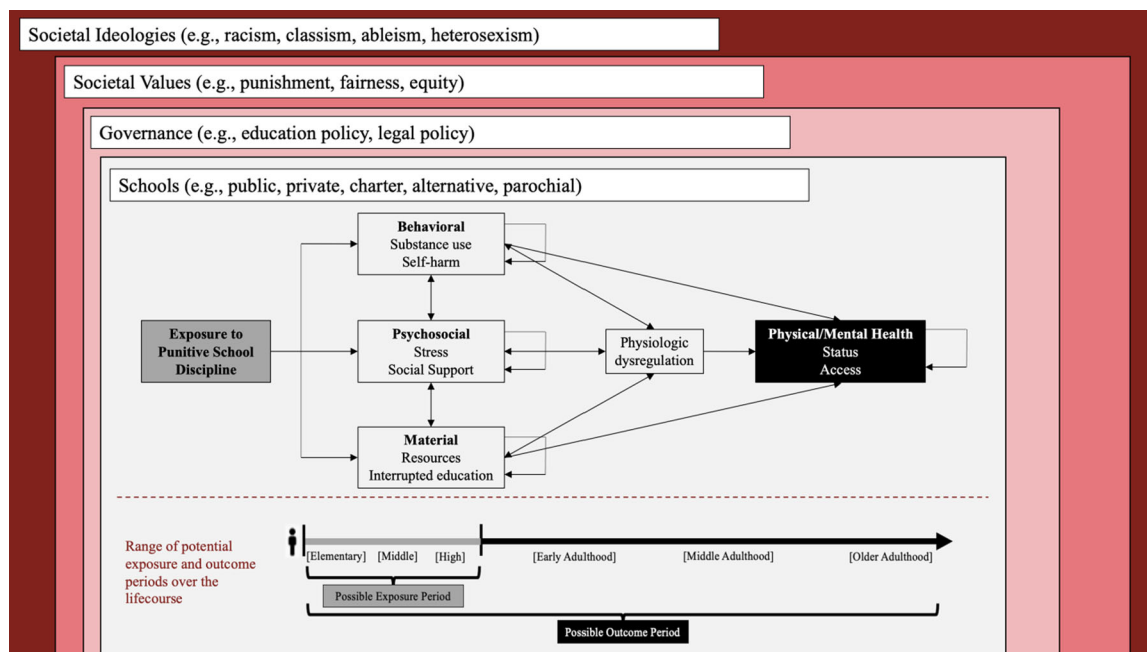 Societal Ideologies (e.g., racism, classism, ableism, heterosexism)
Societal Values (e.g., punishment, fairness, equity)
Governance (e.g., education policy, legal policy)
Schools (e.g., public, private, charter, alternative, parochial)
Behavioral
Substance use
Self-harm
Exposure to
Punitive School
Discipline
Psychosocial
Stress
Social Support
Physiologic
dysregulation
Physical/Mental Health
Status
Access
Material
Resources
Interrupted education
Range of potential
exposure and outcome
periods over the
lifecourse
[Elementary] [Middle] [High] [Early Adulthood] [Middle Adulthood] [Older Adulthood]
Possible Exposure Period
Possible Outcome Period